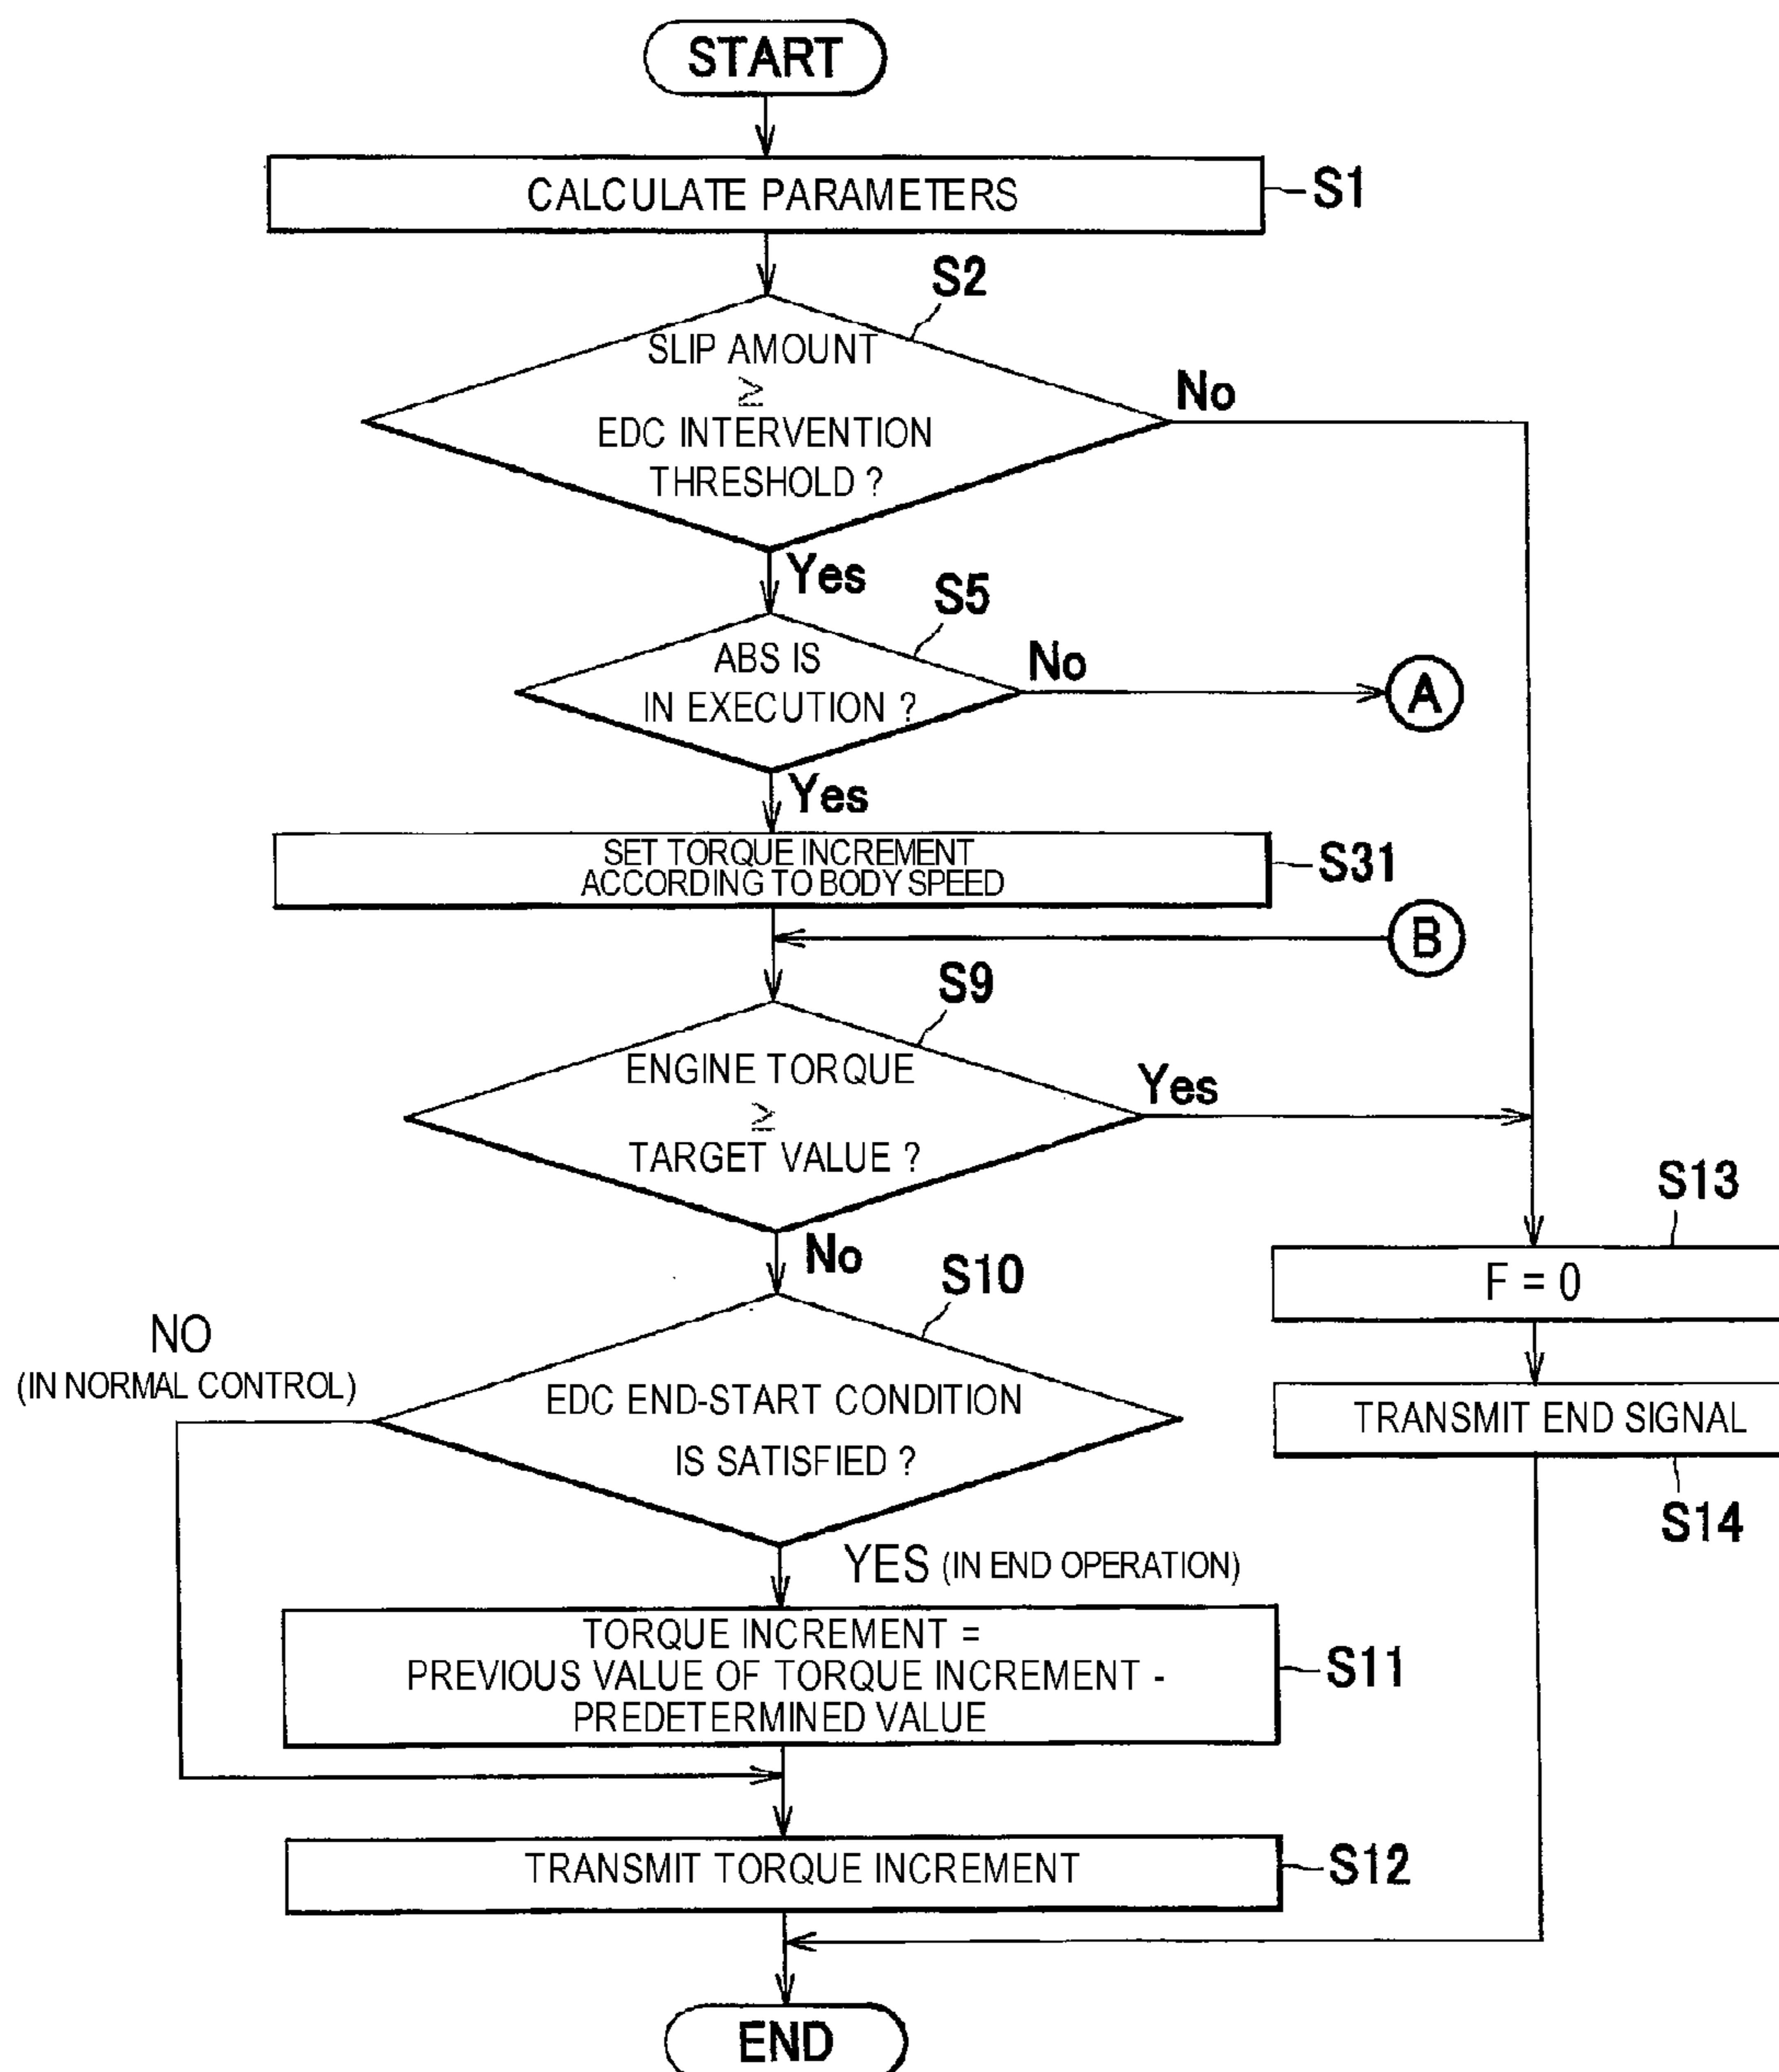 START
CALCULATE PARAMETERS
S1
S2
SLIP AMOUNT
≥
EDC INTERVENTION
THRESHOLD ?
No
Yes
S5
ABS IS
IN EXECUTION ?
No
A
Yes
SET TORQUE INCREMENT
ACCORDING TO BODY SPEED
S31
B
S9
ENGINE TORQUE
≥
TARGET VALUE ?
Yes
No
S13
F = 0
S10
NO
(IN NORMAL CONTROL)
EDC END-START CONDITION
IS SATISFIED ?
TRANSMIT END SIGNAL
S14
YES (IN END OPERATION)
TORQUE INCREMENT =
PREVIOUS VALUE OF TORQUE INCREMENT -
PREDETERMINED VALUE
S11
TRANSMIT TORQUE INCREMENT
S12
END